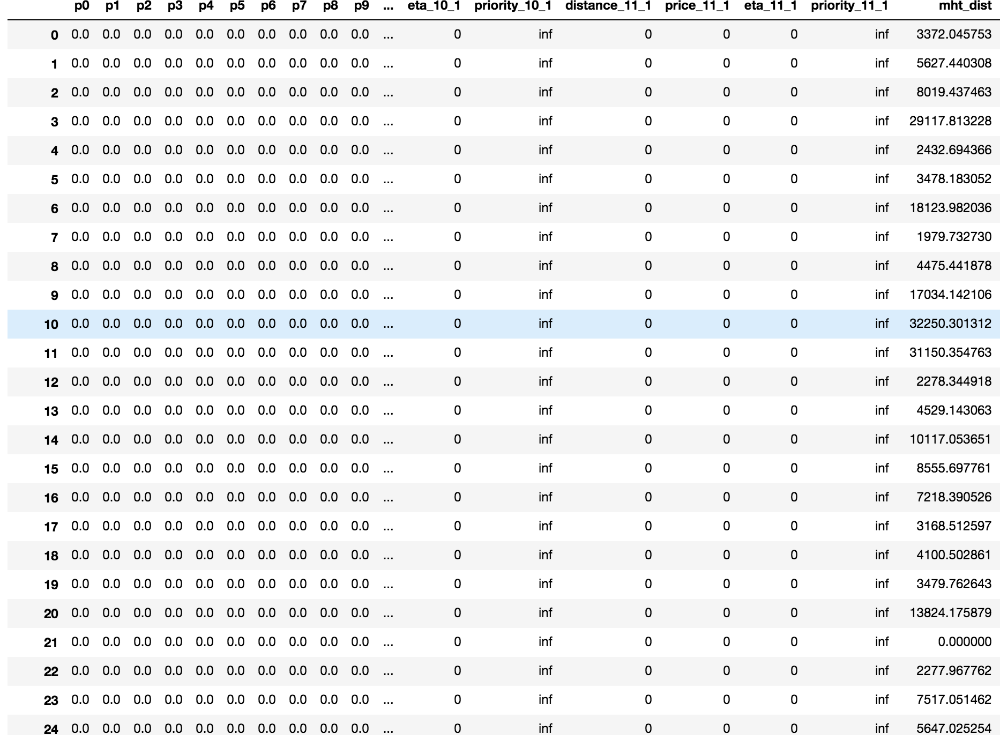 p0 p1 p2 p3 p4 p5 p6 p7 p8 p9 ... eta_10_1 priority_10_1 distance_11_1 price_11_1 eta_11_1 priority_11_1 mht_dist
0 0.0 0.0 0.0 0.0 0.0 0.0 0.0 0.0 0.0 0.0 ... 0 inf 0 0 0 inf 3372.045753
1 0.0 0.0 0.0 0.0 0.0 0.0 0.0 0.0 0.0 0.0 ... 0 inf 0 0 0 inf 5627.440308
2 0.0 0.0 0.0 0.0 0.0 0.0 0.0 0.0 0.0 0.0 ... 0 inf 0 0 0 inf 8019.437463
3 0.0 0.0 0.0 0.0 0.0 0.0 0.0 0.0 0.0 0.0 ... 0 inf 0 0 0 inf 29117.813228
4 0.0 0.0 0.0 0.0 0.0 0.0 0.0 0.0 0.0 0.0 ... 0 inf 0 0 0 inf 2432.694366
5 0.0 0.0 0.0 0.0 0.0 0.0 0.0 0.0 0.0 0.0 ... 0 inf 0 0 0 inf 3478.183052
6 0.0 0.0 0.0 0.0 0.0 0.0 0.0 0.0 0.0 0.0 ... 0 inf 0 0 0 inf 18123.982036
7 0.0 0.0 0.0 0.0 0.0 0.0 0.0 0.0 0.0 0.0 ... 0 inf 0 0 0 inf 1979.732730
8 0.0 0.0 0.0 0.0 0.0 0.0 0.0 0.0 0.0 0.0 ... 0 inf 0 0 0 inf 4475.441878
9 0.0 0.0 0.0 0.0 0.0 0.0 0.0 0.0 0.0 0.0 ... 0 inf 0 0 0 inf 17034.142106
10 0.0 0.0 0.0 0.0 0.0 0.0 0.0 0.0 0.0 0.0 ... 0 inf 0 0 0 inf 32250.301312
11 0.0 0.0 0.0 0.0 0.0 0.0 0.0 0.0 0.0 0.0 ... 0 inf 0 0 0 inf 31150.354763
12 0.0 0.0 0.0 0.0 0.0 0.0 0.0 0.0 0.0 0.0 ... 0 inf 0 0 0 inf 2278.344918
13 0.0 0.0 0.0 0.0 0.0 0.0 0.0 0.0 0.0 0.0 ... 0 inf 0 0 0 inf 4529.143063
14 0.0 0.0 0.0 0.0 0.0 0.0 0.0 0.0 0.0 0.0 ... 0 inf 0 0 0 inf 10117.053651
15 0.0 0.0 0.0 0.0 0.0 0.0 0.0 0.0 0.0 0.0 ... 0 inf 0 0 0 inf 8555.697761
16 0.0 0.0 0.0 0.0 0.0 0.0 0.0 0.0 0.0 0.0 ... 0 inf 0 0 0 inf 7218.390526
17 0.0 0.0 0.0 0.0 0.0 0.0 0.0 0.0 0.0 0.0 ... 0 inf 0 0 0 inf 3168.512597
18 0.0 0.0 0.0 0.0 0.0 0.0 0.0 0.0 0.0 0.0 ... 0 inf 0 0 0 inf 4100.502861
19 0.0 0.0 0.0 0.0 0.0 0.0 0.0 0.0 0.0 0.0 ... 0 inf 0 0 0 inf 3479.762643
20 0.0 0.0 0.0 0.0 0.0 0.0 0.0 0.0 0.0 0.0 ... 0 inf 0 0 0 inf 13824.175879
21 0.0 0.0 0.0 0.0 0.0 0.0 0.0 0.0 0.0 0.0 ... 0 inf 0 0 0 inf 0.000000
22 0.0 0.0 0.0 0.0 0.0 0.0 0.0 0.0 0.0 0.0 ... 0 inf 0 0 0 inf 2277.967762
23 0.0 0.0 0.0 0.0 0.0 0.0 0.0 0.0 0.0 0.0 ... 0 inf 0 0 0 inf 7517.051462
24 0.0 0.0 0.0 0.0 0.0 0.0 0.0 0.0 0.0 0.0 ... 0 inf 0 0 0 inf 5647.025254